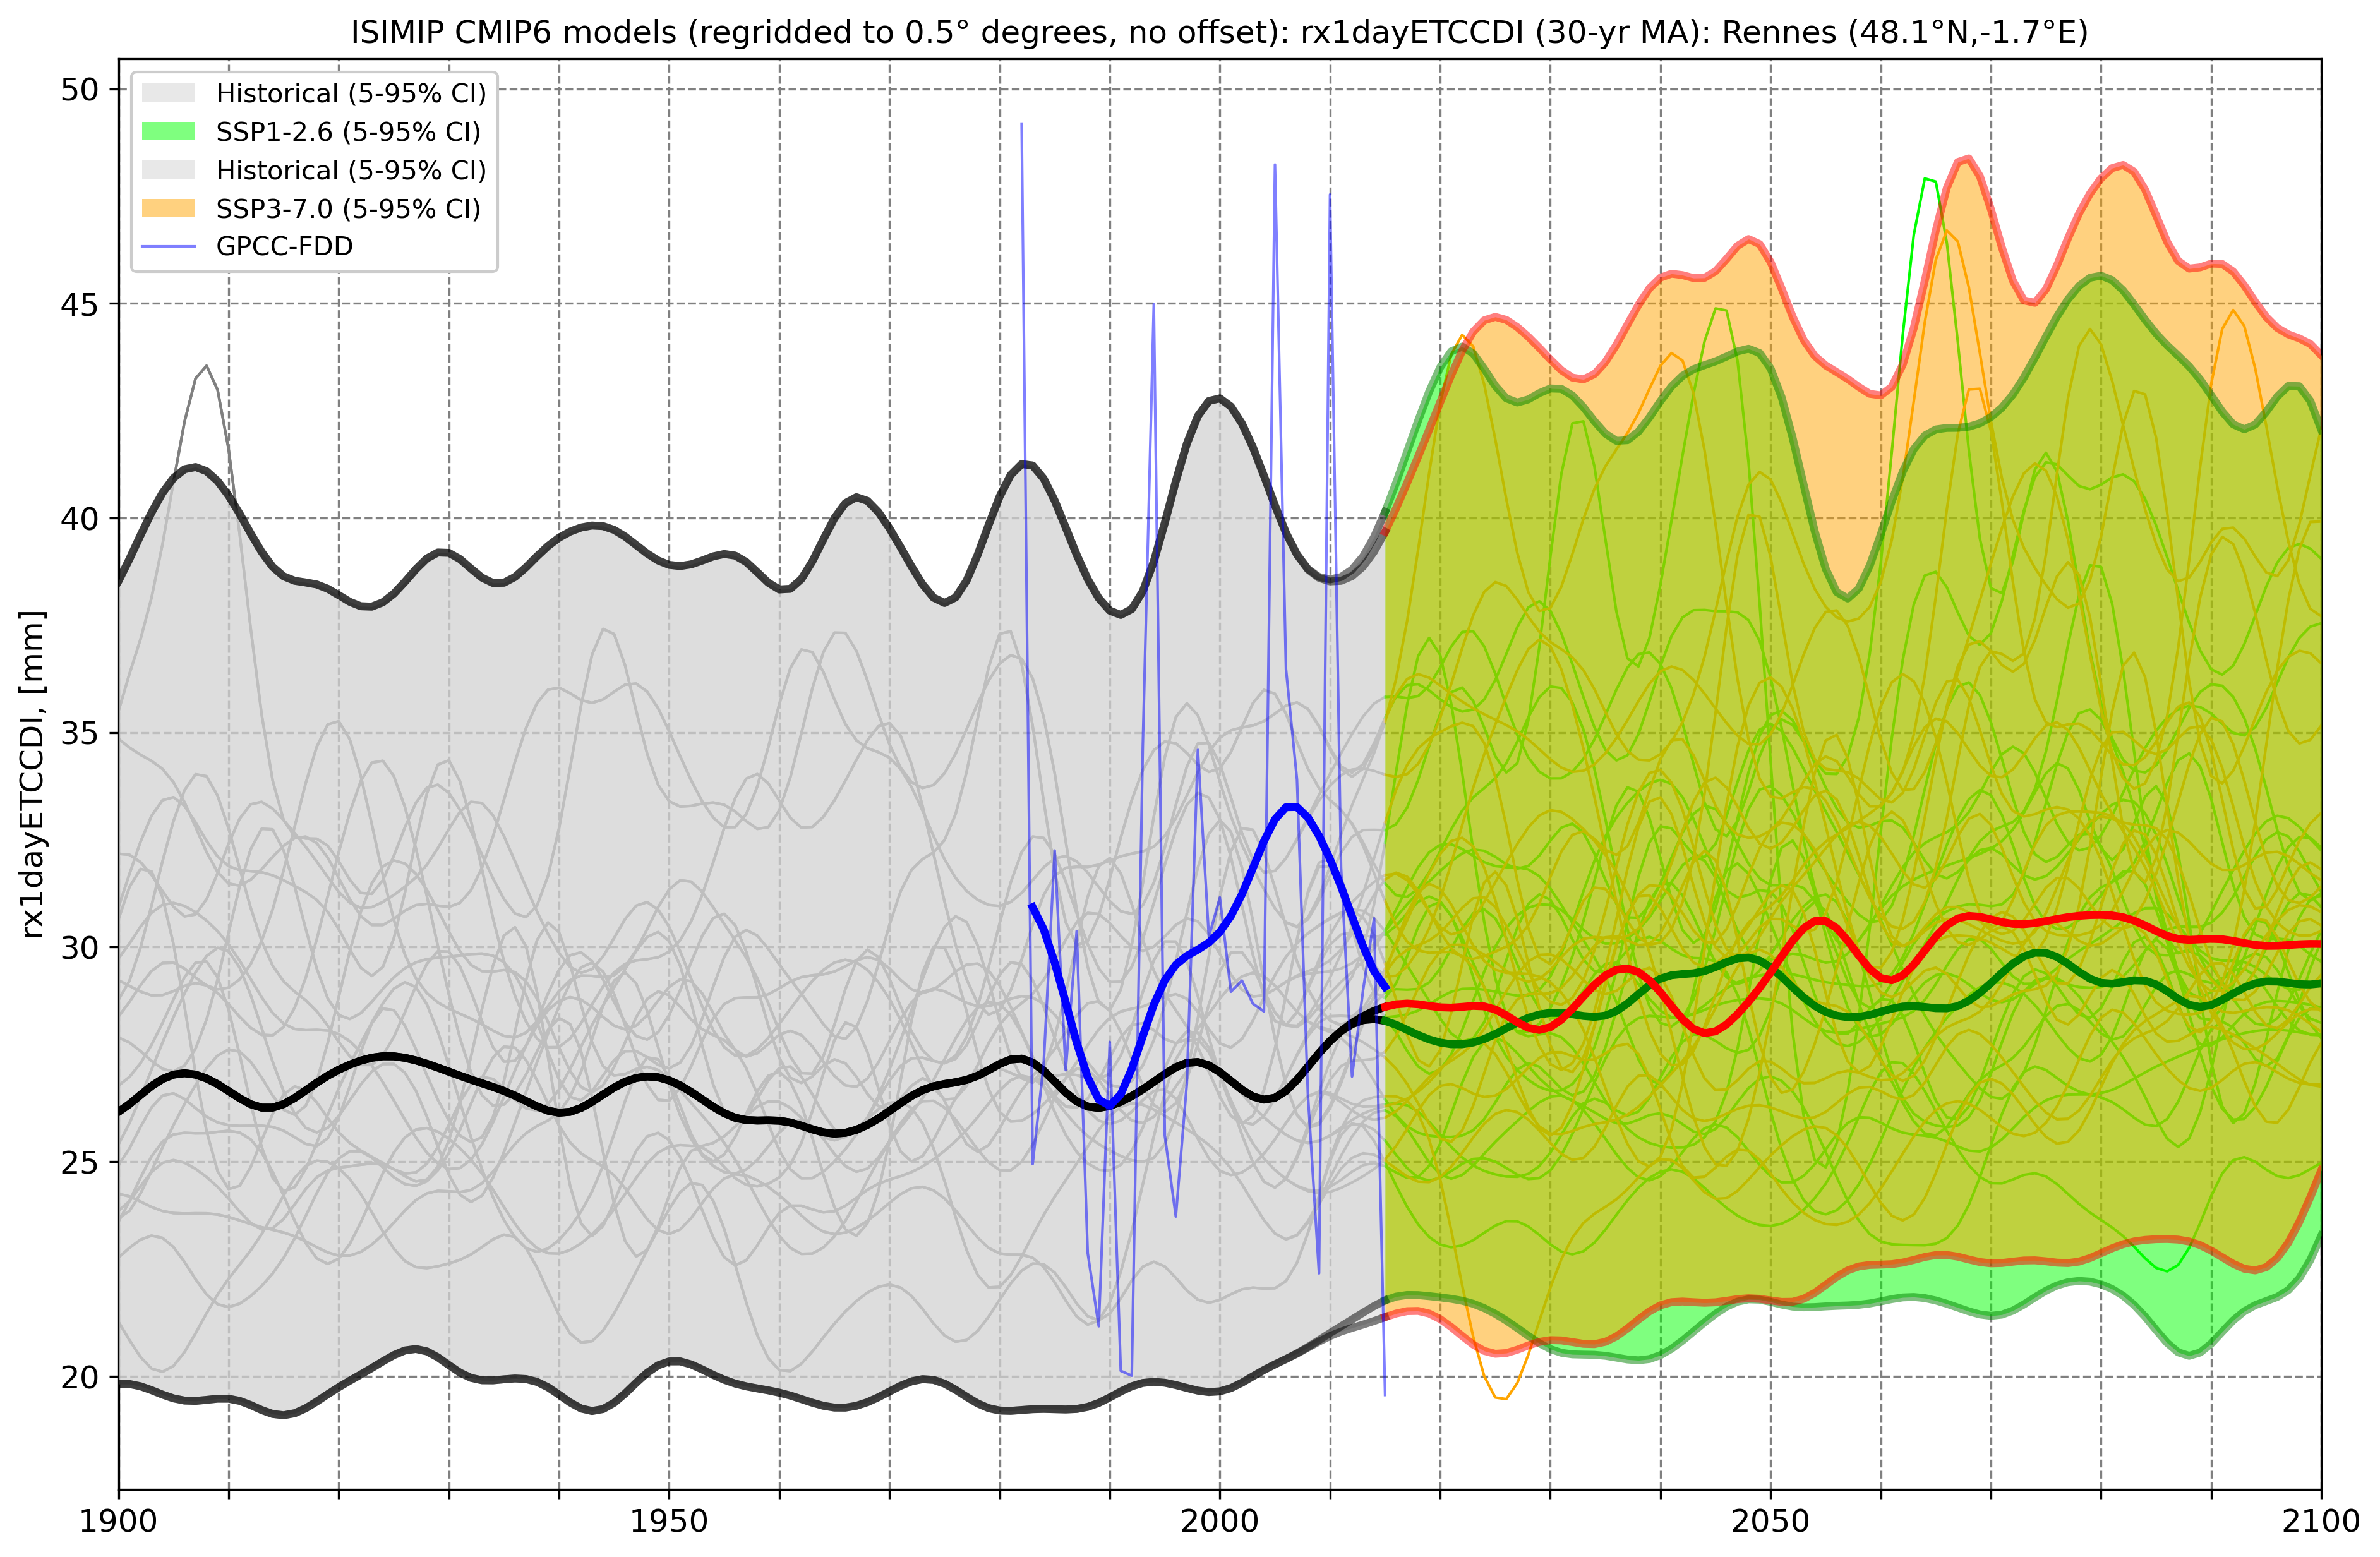 ISIMIP CMIP6 models (regridded to 0.5° degrees, no offset): rx1dayETCCDI (30-yr MA): Rennes (48.1°N,-1.7°E)
Historical (5-95% CI)
SSP1-2.6 (5-95% CI)
Historical (5-95% CI)
SSP3-7.0 (5-95% CI)
GPCC-FDD
rx1dayETCCDI, [mm]
50
45
40
35
30
25
20
1900
1950
2000
2050
2100